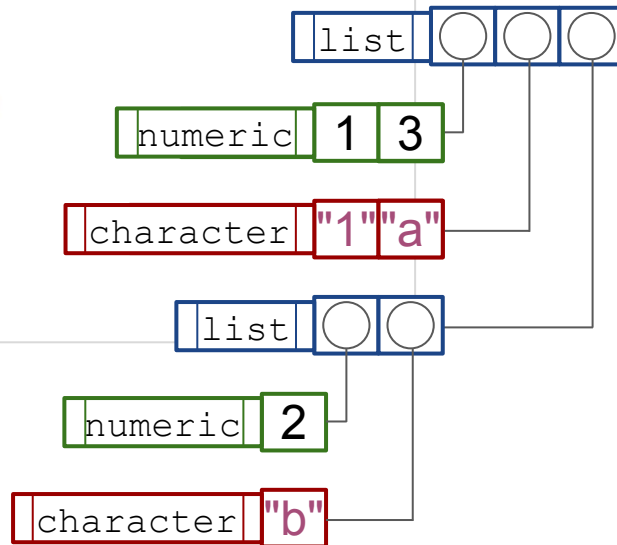 list
numeric 1 3
character "1" "a"
list
numeric 2
character "b"